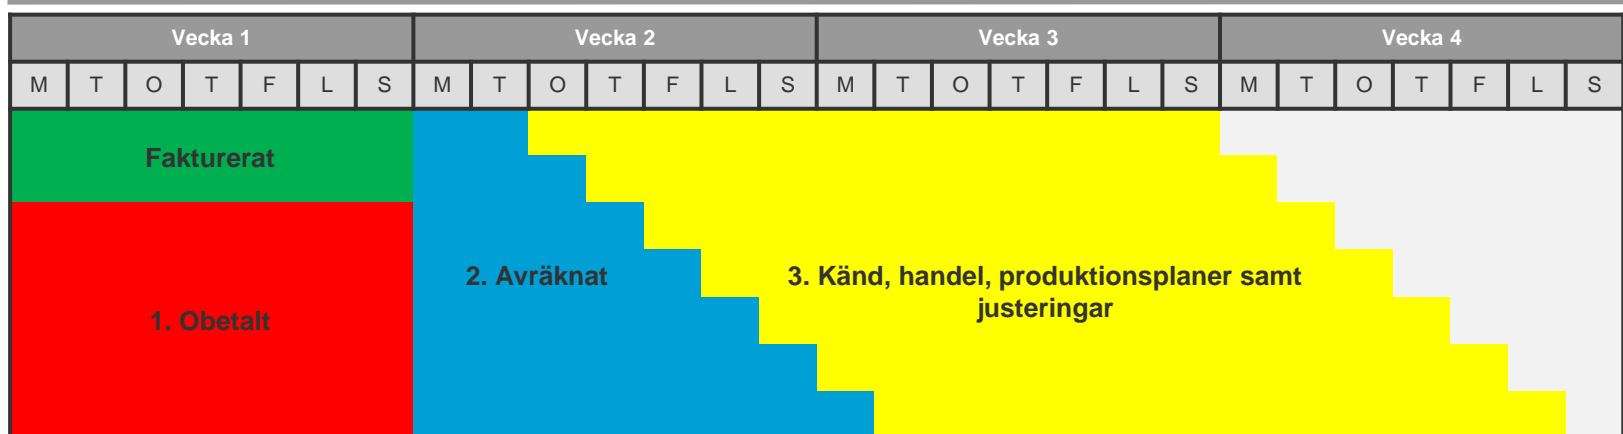 Vecka 1 Vecka 2 Vecka 3 Vecka 4
M T O T F L S M T O T F L S M T O T F L S M T O T F L S
Fakturerat
1. Obetalt
2. Avräknat
3. Känd, handel, produktionsplaner samt
justeringar